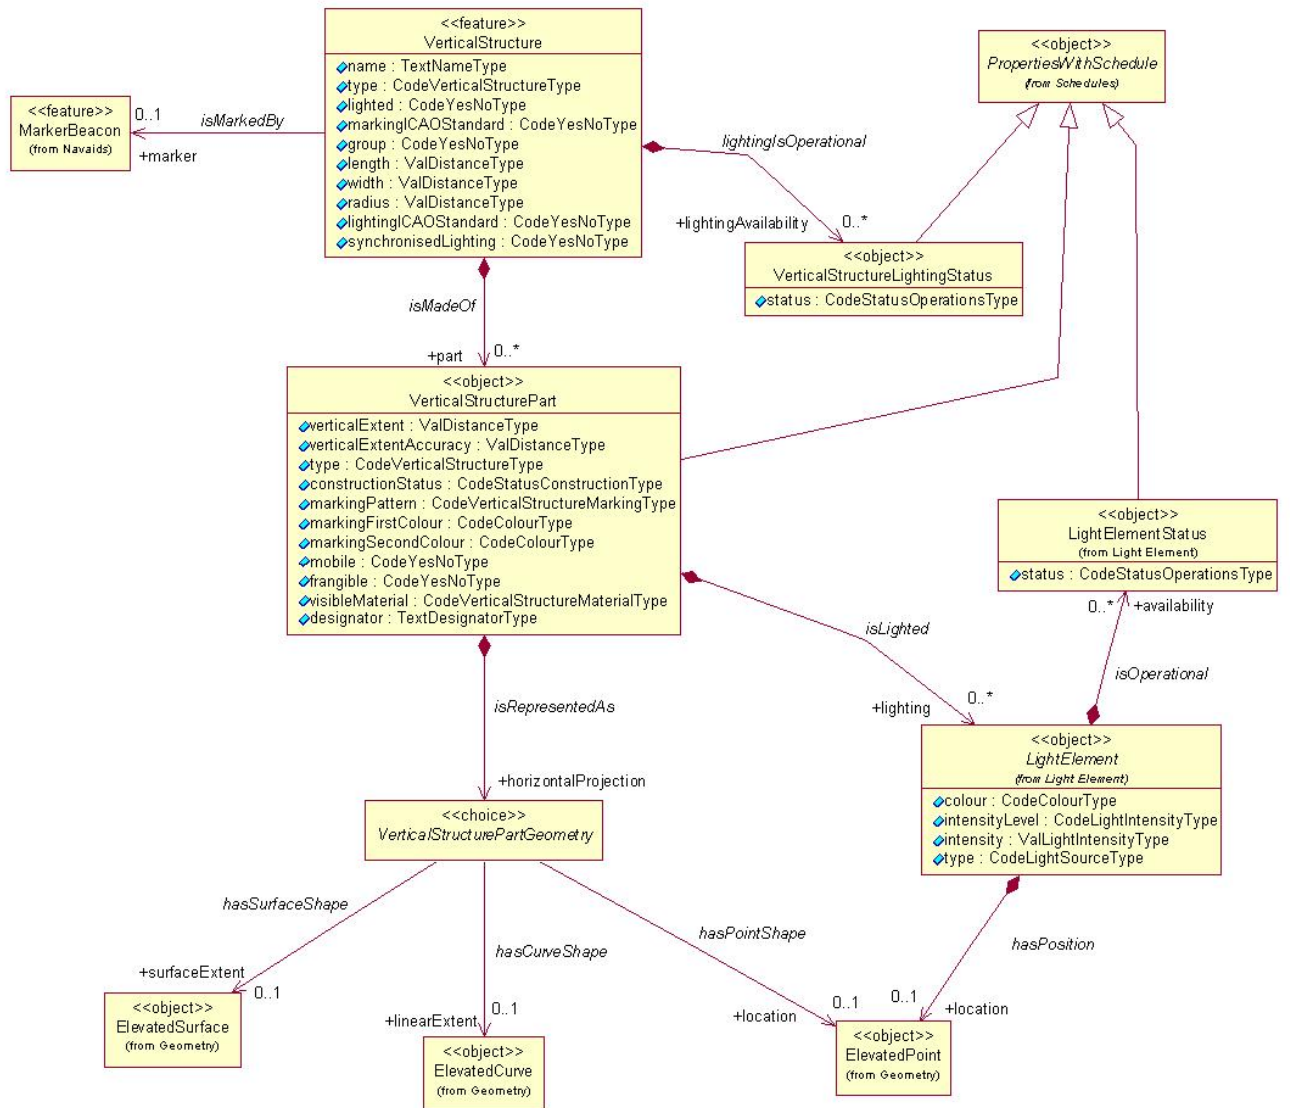 <<feature>>
VerticalStructure
name : TextNameType
type : CodeVerticalStructureType
lighted : CodeYesNoType
markingICAOStandard : CodeYesNoType
group : CodeYesNoType
length : ValDistanceType
width : ValDistanceType
radius : ValDistanceType
lightingICAOStandard : CodeYesNoType
synchronisedLighting : CodeYesNoType
<<object>>
PropertiesWithSchedule
(from Schedules)
<<feature>>
MarkerBeacon
(from Navaids)
0..1
isMarkedBy
+marker
lightingIsOperational
+lightingAvailability
0..*
<<object>>
VerticalStructureLightingStatus
status : CodeStatusOperationsType
isMadeOf
+part
0..*
<<object>>
VerticalStructurePart
verticalExtent : ValDistanceType
verticalExtentAccuracy : ValDistanceType
type : CodeVerticalStructureType
constructionStatus : CodeStatusConstructionType
markingPattern : CodeVerticalStructureMarkingType
markingFirstColour : CodeColourType
markingSecondColour : CodeColourType
mobile : CodeYesNoType
frangible : CodeYesNoType
visibleMaterial : CodeVerticalStructureMaterialType
designator : TextDesignatorType
<<object>>
LightElementStatus
(from Light Element)
status : CodeStatusOperationsType
0..*
+availability
isOperational
isLighted
0..*
+lighting
<<object>>
LightElement
(from Light Element)
colour : CodeColourType
intensityLevel : CodeLightIntensityType
intensity : ValLightIntensityType
type : CodeLightSourceType
isRepresentedAs
+horizontalProjection
<<choice>>
VerticalStructurePartGeometry
hasSurfaceShape
+surfaceExtent
0..1
hasCurveShape
0..1
+linearExtent
hasPointShape
0..1
+location
hasPosition
0..1
+location
<<object>>
ElevatedSurface
(from Geometry)
<<object>>
ElevatedCurve
(from Geometry)
<<object>>
ElevatedPoint
(from Geometry)